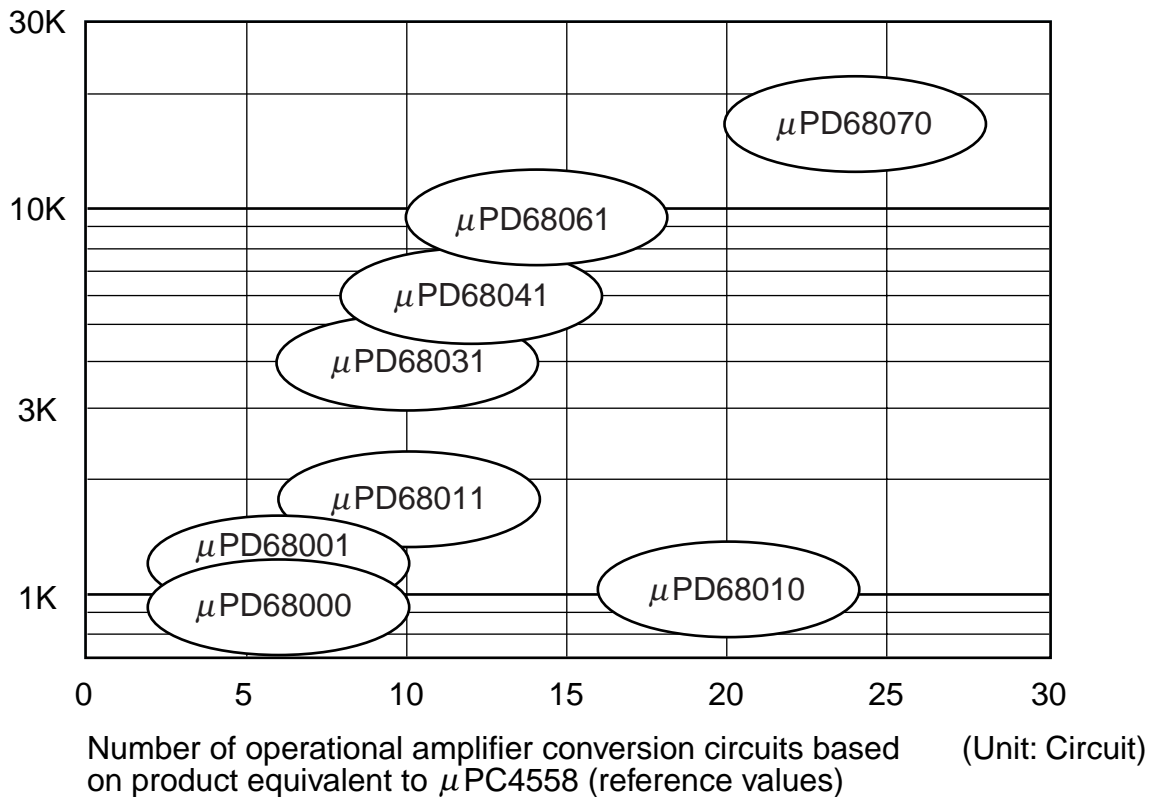 30K
μPD68070
10K
μPD68061
μPD68041
μPD68031
3K
μPD68011
μPD68001
μPD68010
1K
μPD68000
0 5 10 15 20 25 30
Number of operational amplifier conversion circuits based (Unit: Circuit)
on product equivalent to μPC4558 (reference values)